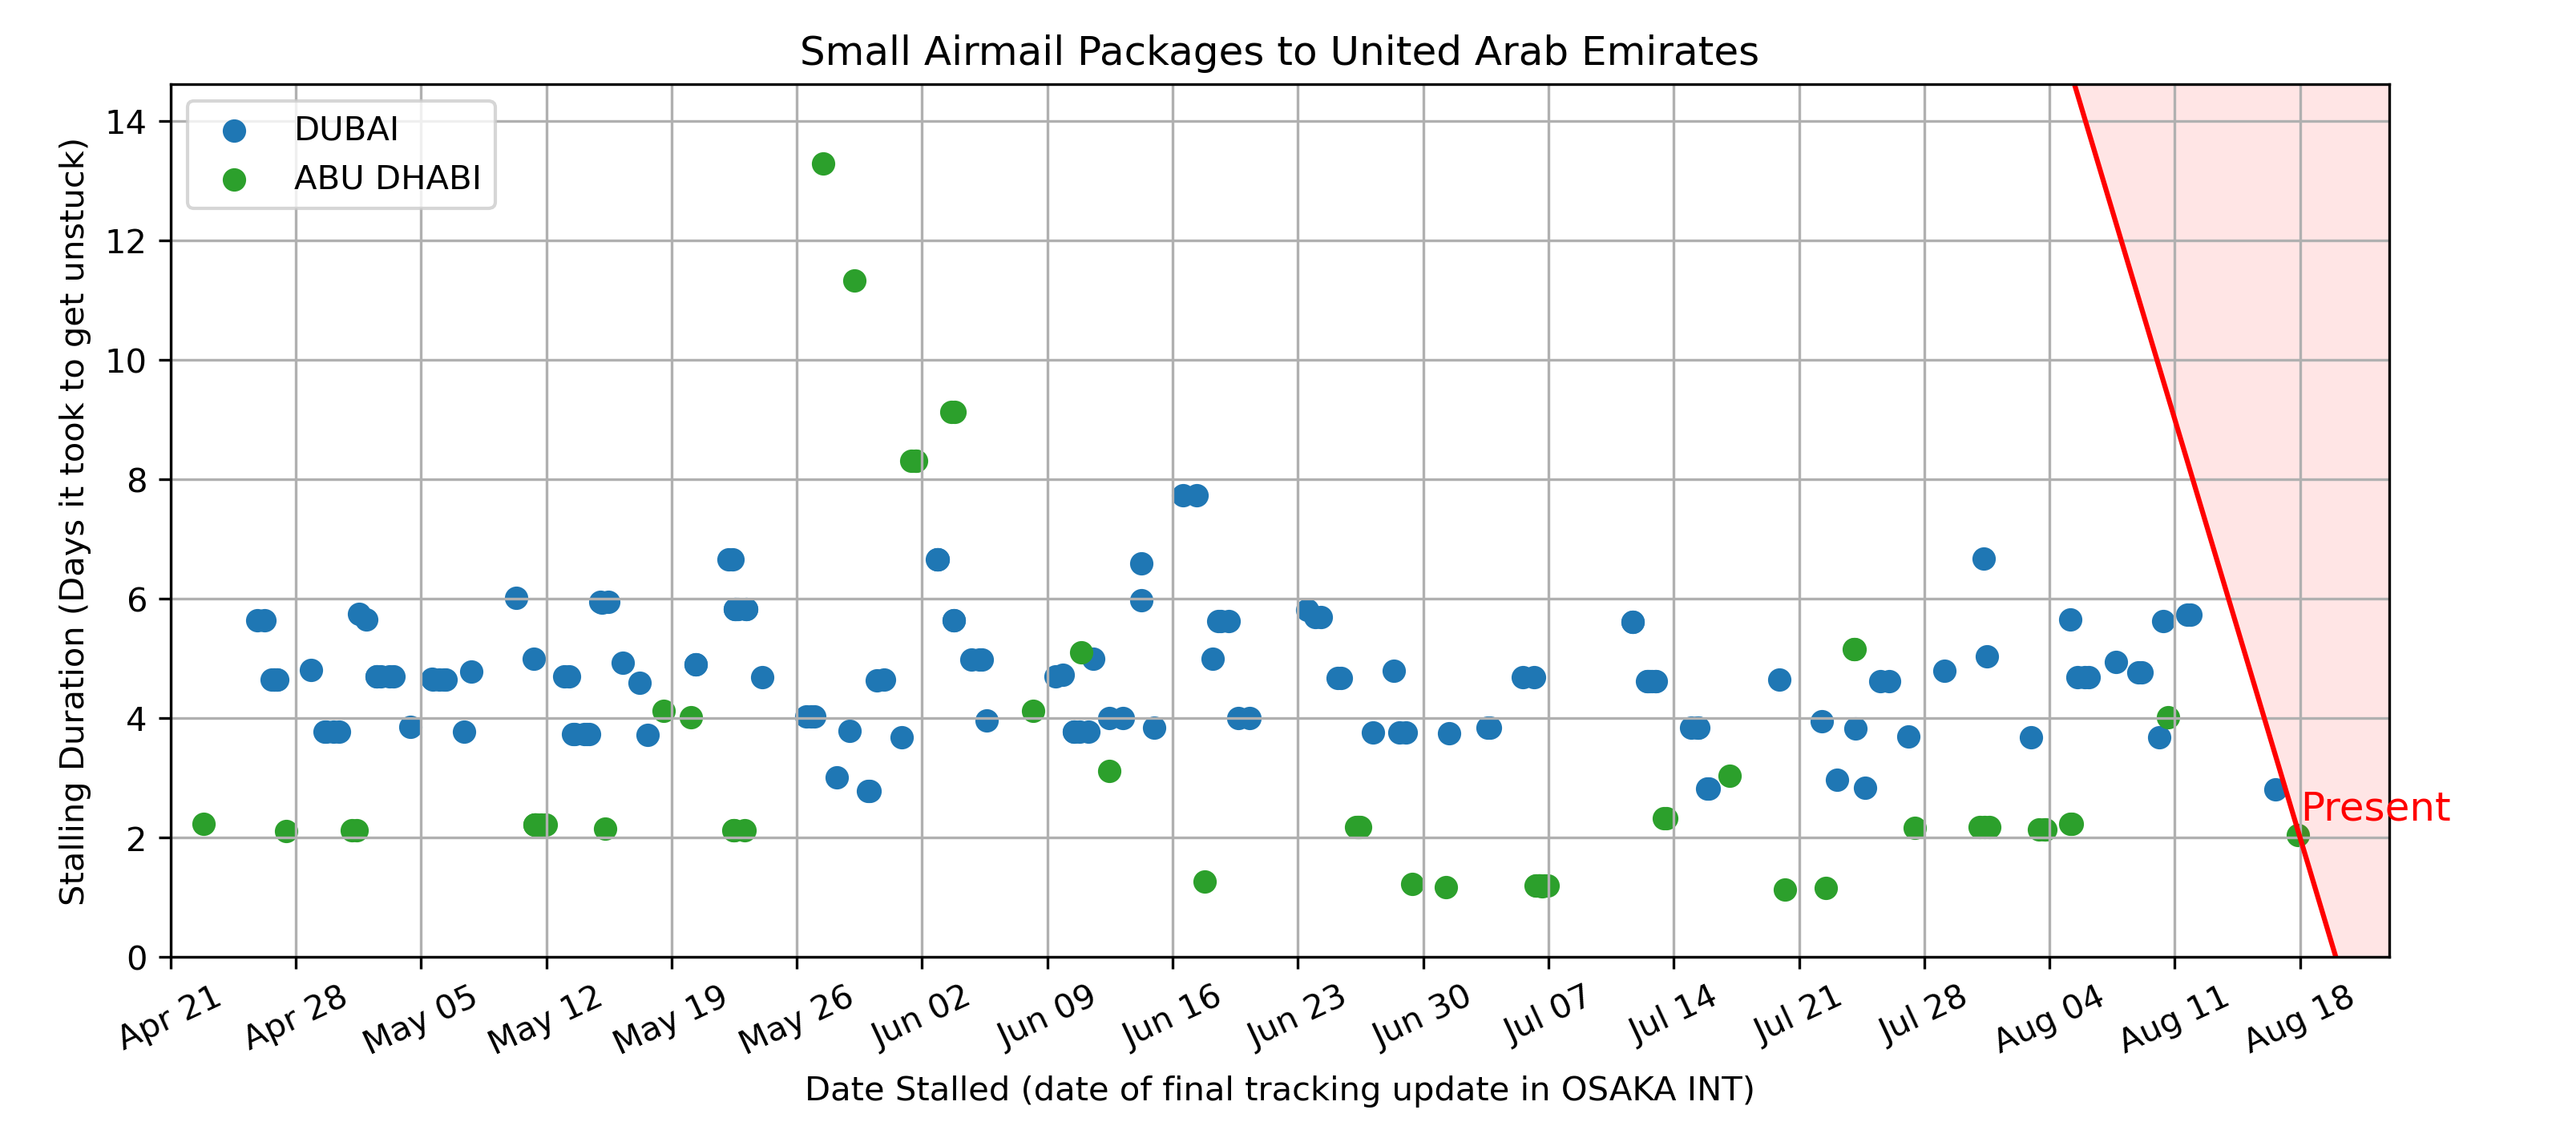 Small Airmail Packages to United Arab Emirates
DUBAI
ABU DHABI
Stalling Duration (Days it took to get unstuck)
14
12
10
8
6
4
2
0
Present
Apr 21
Apr 28
May 05
May 12
May 19
May 26
Jun 02
Jun 09
Jun 16
Jun 23
Jun 30
Jul 07
Jul 14
Jul 21
Jul 28
Aug 04
Aug 11
Aug 18
Date Stalled (date of final tracking update in OSAKA INT)